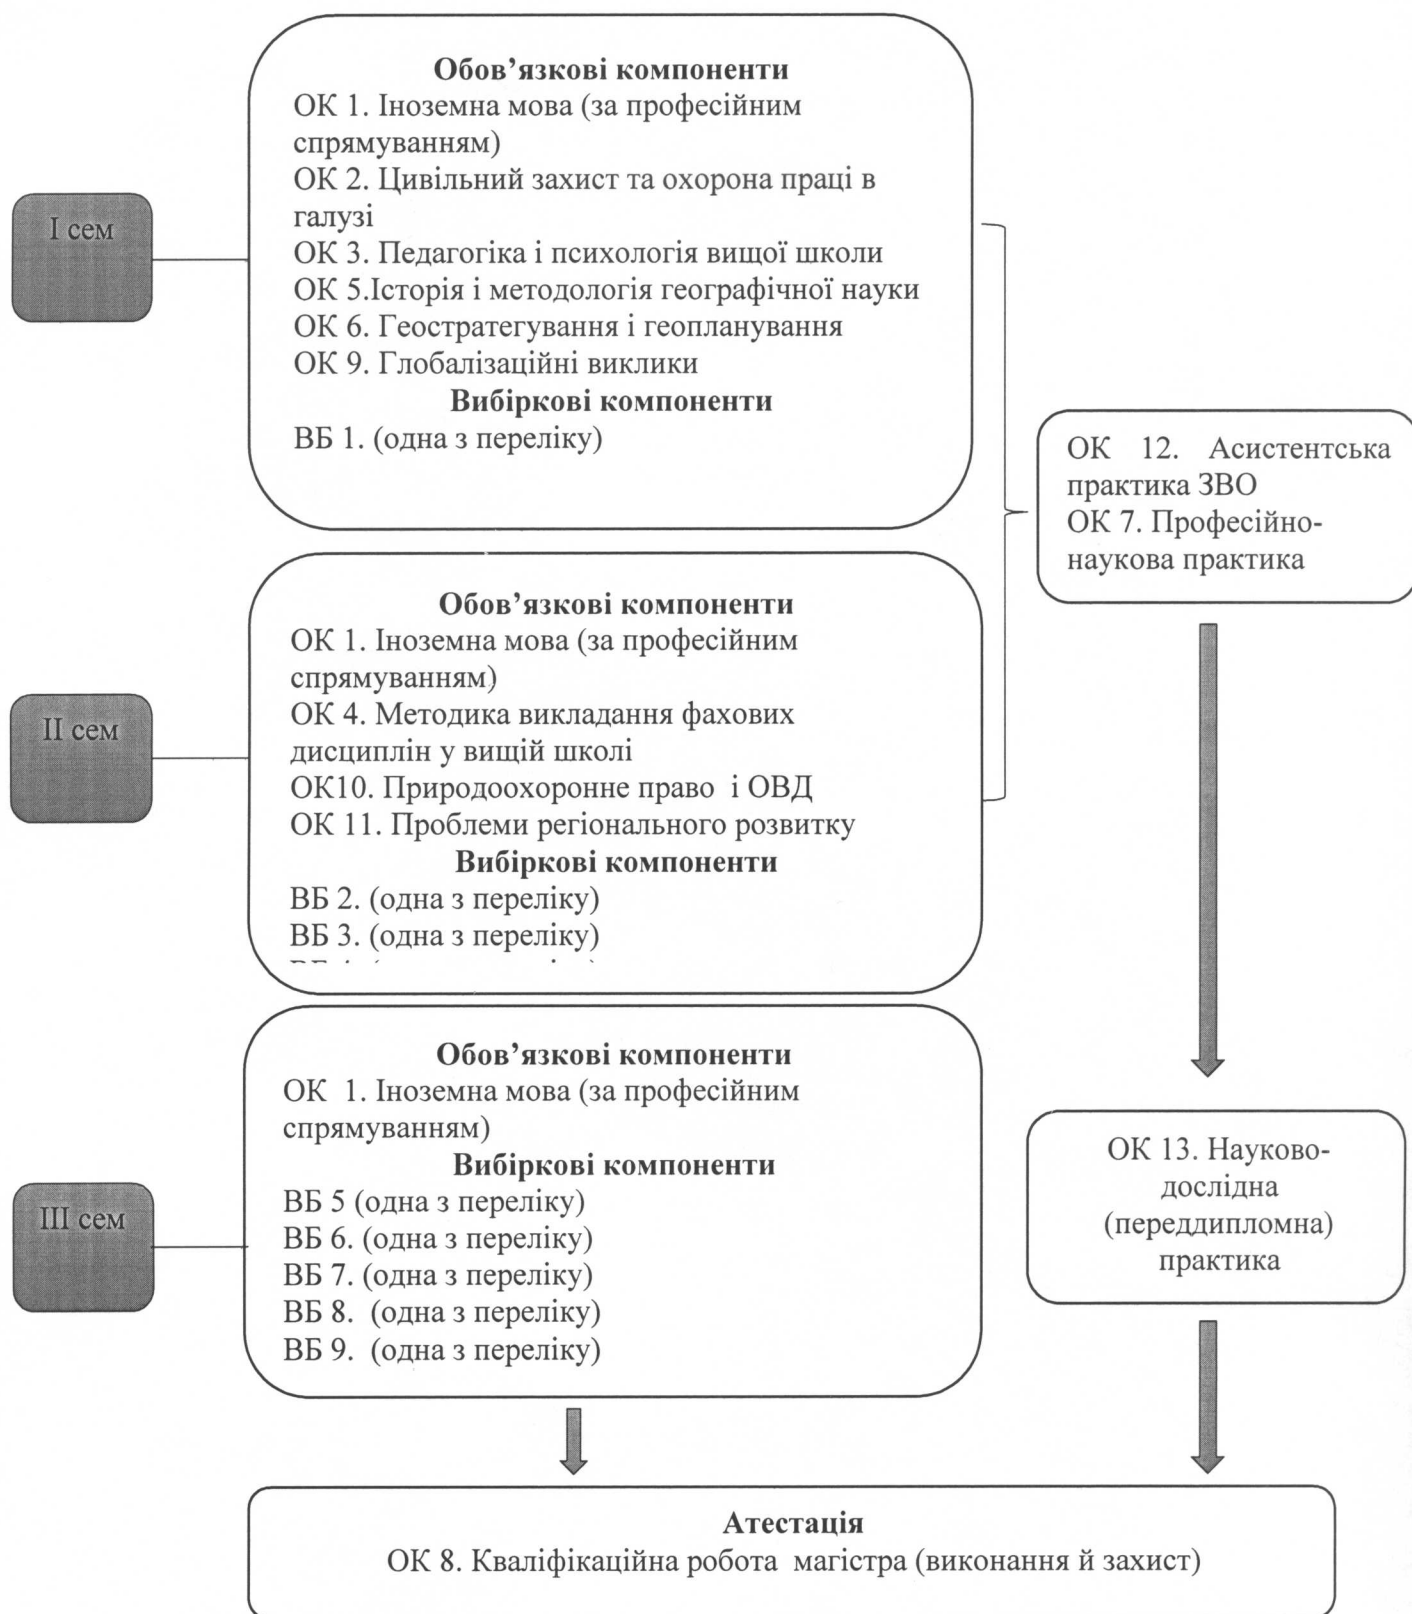 І сем
Обов’язкові компоненти
ОК 1. Іноземна мова (за професійним
спрямуванням)
ОК 2. Цивільний захист та охорона праці в
галузі
ОК 3. Педагогіка і психологія вищої школи
ОК 5.Історія і методологія географічної науки
ОК 6. Геостратегування і геопланування
ОК 9. Глобалізаційні виклики
Вибіркові компоненти
ВБ 1. (одна з переліку)
ІІ сем
Обов’язкові компоненти
ОК 1. Іноземна мова (за професійним
спрямуванням)
ОК 4. Методика викладання фахових
дисциплін у вищій школі
ОК10. Природоохоронне право і ОВД
ОК 11. Проблеми регіонального розвитку
Вибіркові компоненти
ВБ 2. (одна з переліку)
ВБ 3. (одна з переліку)
ОК 12. Асистентська
практика ЗВО
ОК 7. Професійно-
наукова практика
ІІІ сем
Обов’язкові компоненти
ОК 1. Іноземна мова (за професійним
спрямуванням)
Вибіркові компоненти
ВБ 5 (одна з переліку)
ВБ 6. (одна з переліку)
ВБ 7. (одна з переліку)
ВБ 8. (одна з переліку)
ВБ 9. (одна з переліку)
ОК 13. Науково-
дослідна
(переддипломна)
практика
Атестація
ОК 8. Кваліфікаційна робота магістра (виконання й захист)